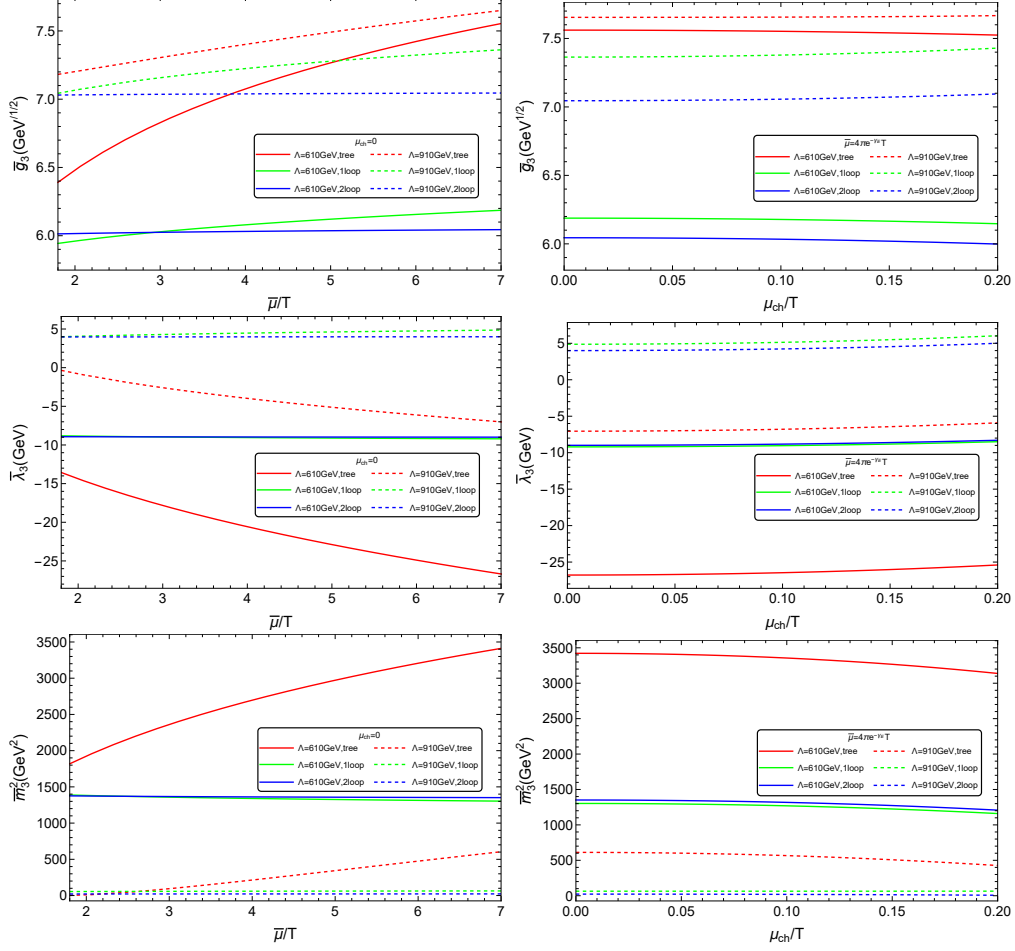 7.5
7.0
6.5
6.0
g̅₃(GeV^/1/2)
μch=0
Λ=610GeV,tree Λ=910GeV,tree
Λ=610GeV,1loop Λ=910GeV,1loop
Λ=610GeV,2loop Λ=910GeV,2loop
2 3 4 5 6 7
μ̅/T
7.5
7.0
6.5
6.0
g̅₃(GeV^1/2)
μ̅=4πe^-γE T
Λ=610GeV,tree Λ=910GeV,tree
Λ=610GeV,1loop Λ=910GeV,1loop
Λ=610GeV,2loop Λ=910GeV,2loop
0.00 0.05 0.10 0.15 0.20
μch/T
5
0
−5
−10
−15
−20
−25
λ̅₃(GeV)
μch=0
Λ=610GeV,tree Λ=910GeV,tree
Λ=610GeV,1loop Λ=910GeV,1loop
Λ=610GeV,2loop Λ=910GeV,2loop
2 3 4 5 6 7
μ̅/T
5
0
−5
−10
−15
−20
−25
λ̅₃(GeV)
μ̅=4πe^-γE T
Λ=610GeV,tree Λ=910GeV,tree
Λ=610GeV,1loop Λ=910GeV,1loop
Λ=610GeV,2loop Λ=910GeV,2loop
0.00 0.05 0.10 0.15 0.20
μch/T
3500
3000
2500
2000
1500
1000
500
0
m̅²₃(GeV²)
μch=0
Λ=610GeV,tree Λ=910GeV,tree
Λ=610GeV,1loop Λ=910GeV,1loop
Λ=610GeV,2loop Λ=910GeV,2loop
2 3 4 5 6 7
μ̅/T
3500
3000
2500
2000
1500
1000
500
0
m̅²₃(GeV²)
μ̅=4πe^-γE T
Λ=610GeV,tree Λ=910GeV,tree
Λ=610GeV,1loop Λ=910GeV,1loop
Λ=610GeV,2loop Λ=910GeV,2loop
0.00 0.05 0.10 0.15 0.20
μch/T